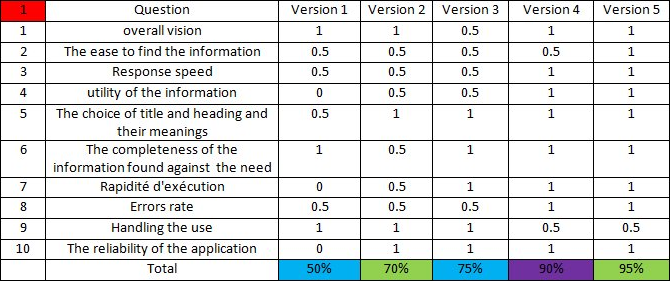 1 Question Version 1 Version 2 Version 3 Version 4 Version 5
1 overall vision 1 1 0.5 1 1
2 The ease to find the information 0.5 0.5 0.5 0.5 1
3 Response speed 0.5 0.5 0.5 1 1
4 utility of the information 0 0.5 0.5 1 1
5 The choice of title and heading and 0.5 1 1 1 1
their meanings
6 The completeness of the 1 0.5 1 1 1
information found against the need
7 Rapidité d'exécution 0 0.5 1 1 1
8 Errors rate 0.5 0.5 0.5 1 1
9 Handling the use 1 1 1 0.5 0.5
10 The reliability of the application 0 1 1 1 1
Total 50% 70% 75% 90% 95%